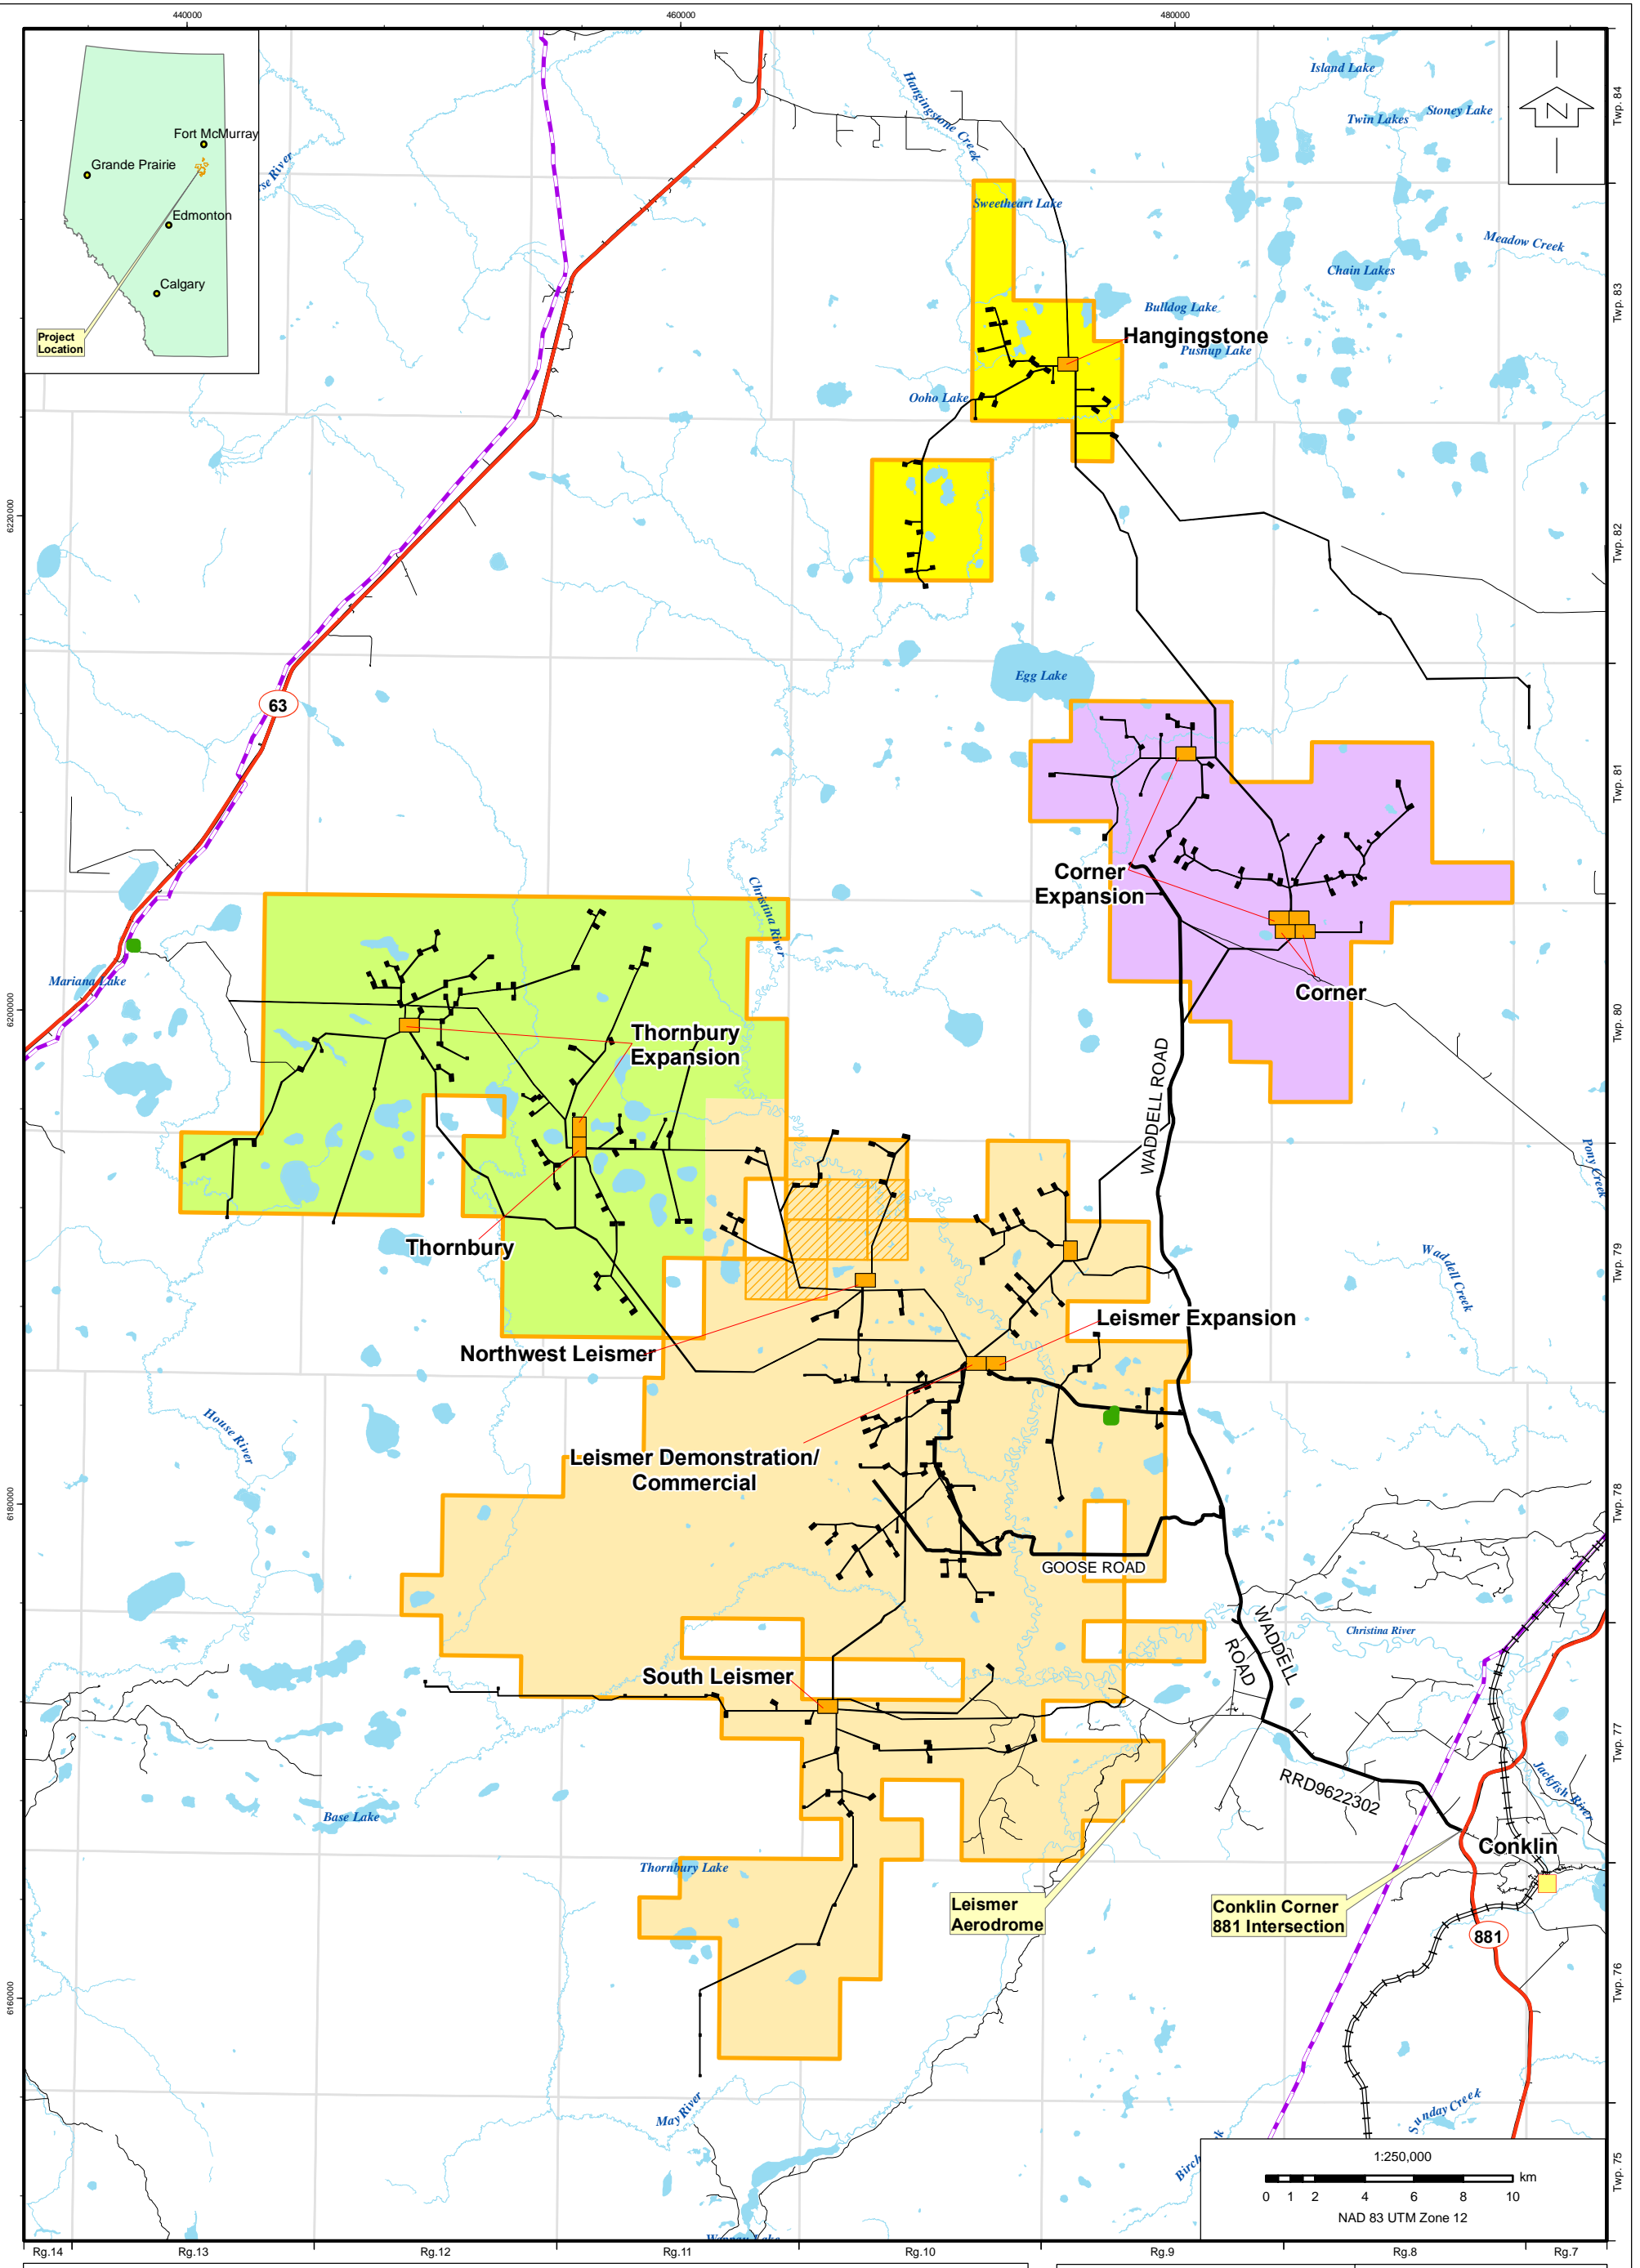 440000
460000
480000
Island Lake
Twin Lakes
Stoney Lake
Hangingstone Creek
Twp. 84
Fort McMurray
Grande Prairie
Edmonton
Calgary
Project
Location
N
Sweetheart Lake
Meadow Creek
Chain Lakes
Twp. 83
Bulldog Lake
Hangingstone
Ooho Lake
6220000
Twp. 82
Egg Lake
63
Twp. 81
Corner
Expansion
Christina River
Mariana Lake
Corner
6200000
Twp. 80
Thornbury
Expansion
WADDELL ROAD
Pony Creek
Thornbury
Waddell Creek
Twp. 79
Leismer Expansion
Northwest Leismer
House River
Leismer Demonstration/
Commercial
6180000
Twp. 78
GOOSE ROAD
WADDELL
ROAD
Christina River
South Leismer
Twp. 77
RRD9622302
Jackfish River
Base Lake
Conklin
Thornbury Lake
Leismer
Aerodrome
Conklin Corner
881 Intersection
881
6160000
Twp. 76
May River
Sunday Creek
1:250,000
km
0 1 2 4 6 8 10
NAD 83 UTM Zone 12
Twp. 75
Rg.14
Rg.13
Rg.12
Rg.11
Rg.10
Rg.9
Rg.8
Rg.7